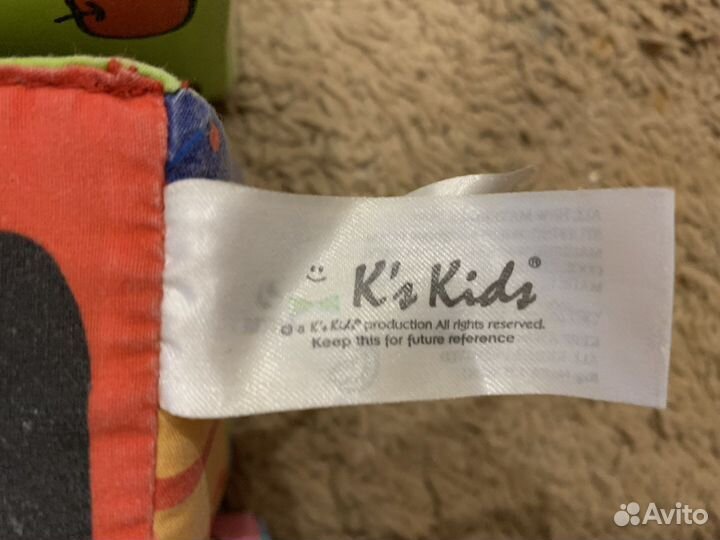 K's Kids®
© a K's Kids® production All rights reserved.
Keep this for future reference
Avito